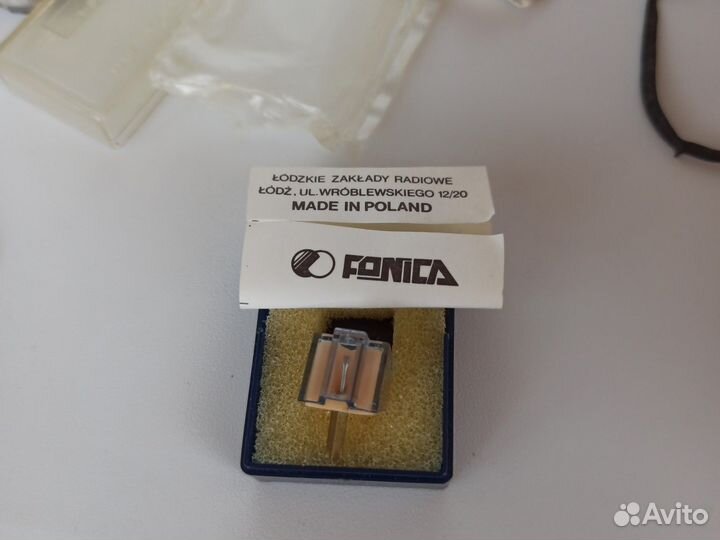 ŁÓDZKIE ZAKŁADY RADIOWE
ŁÓDŹ, UL.WRÓBLEWSKIEGO 12/20
MADE IN POLAND
FONICA
Avito